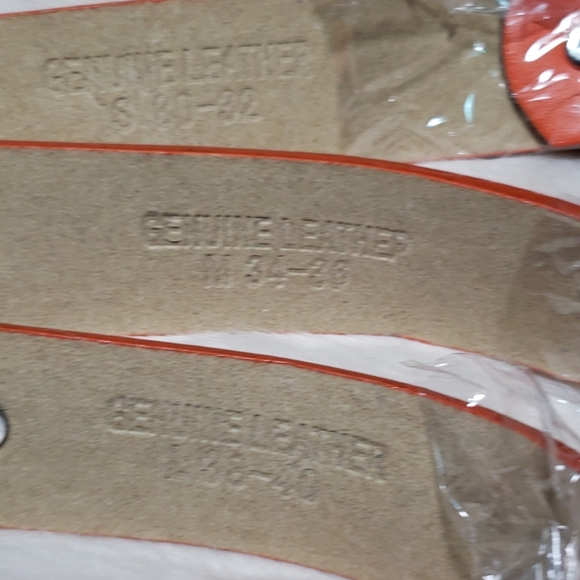 GENUINE LEATHER
S 30-32
GENUINE LEATHER
M 34-36
GENUINE LEATHER
38-40